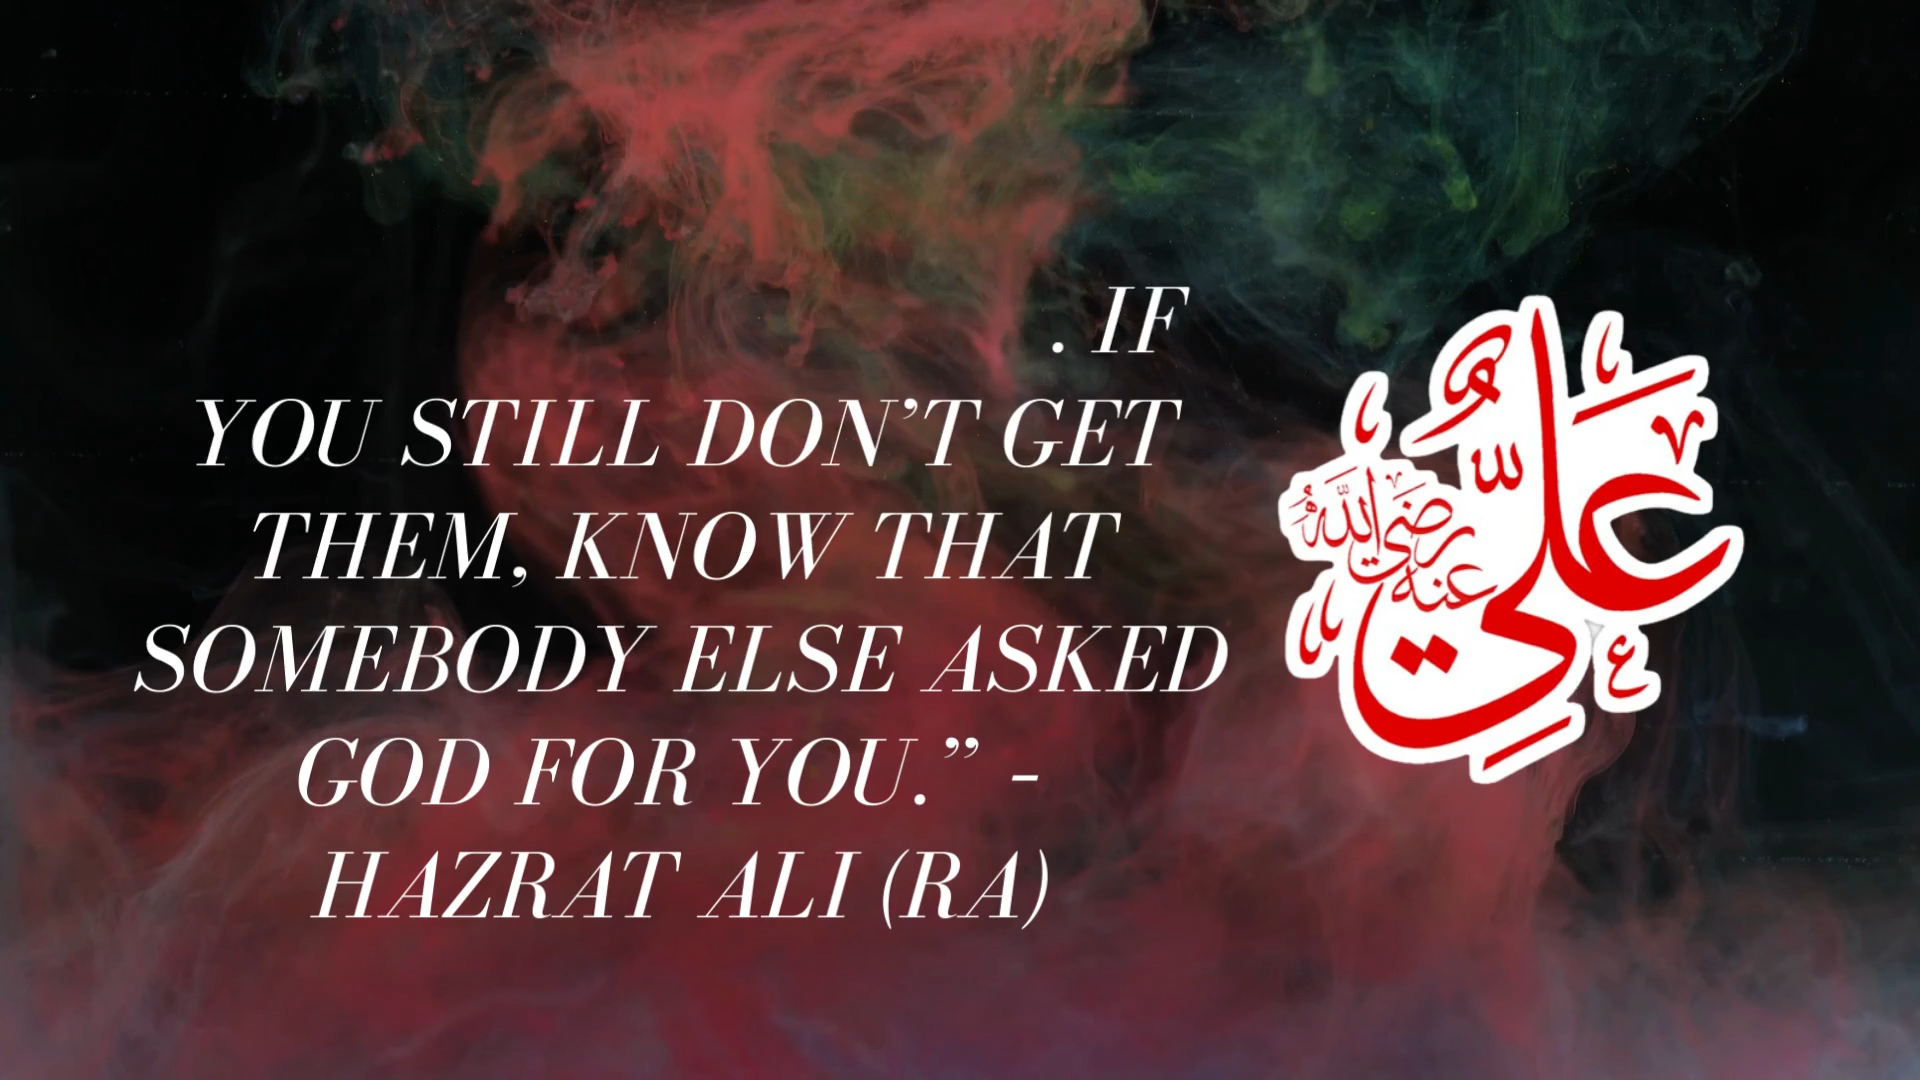 . IF
YOU STILL DON’T GET
THEM, KNOW THAT
SOMEBODY ELSE ASKED
GOD FOR YOU.” -
HAZRAT ALI (RA)
عَلِيّ
رضي الله
عنه